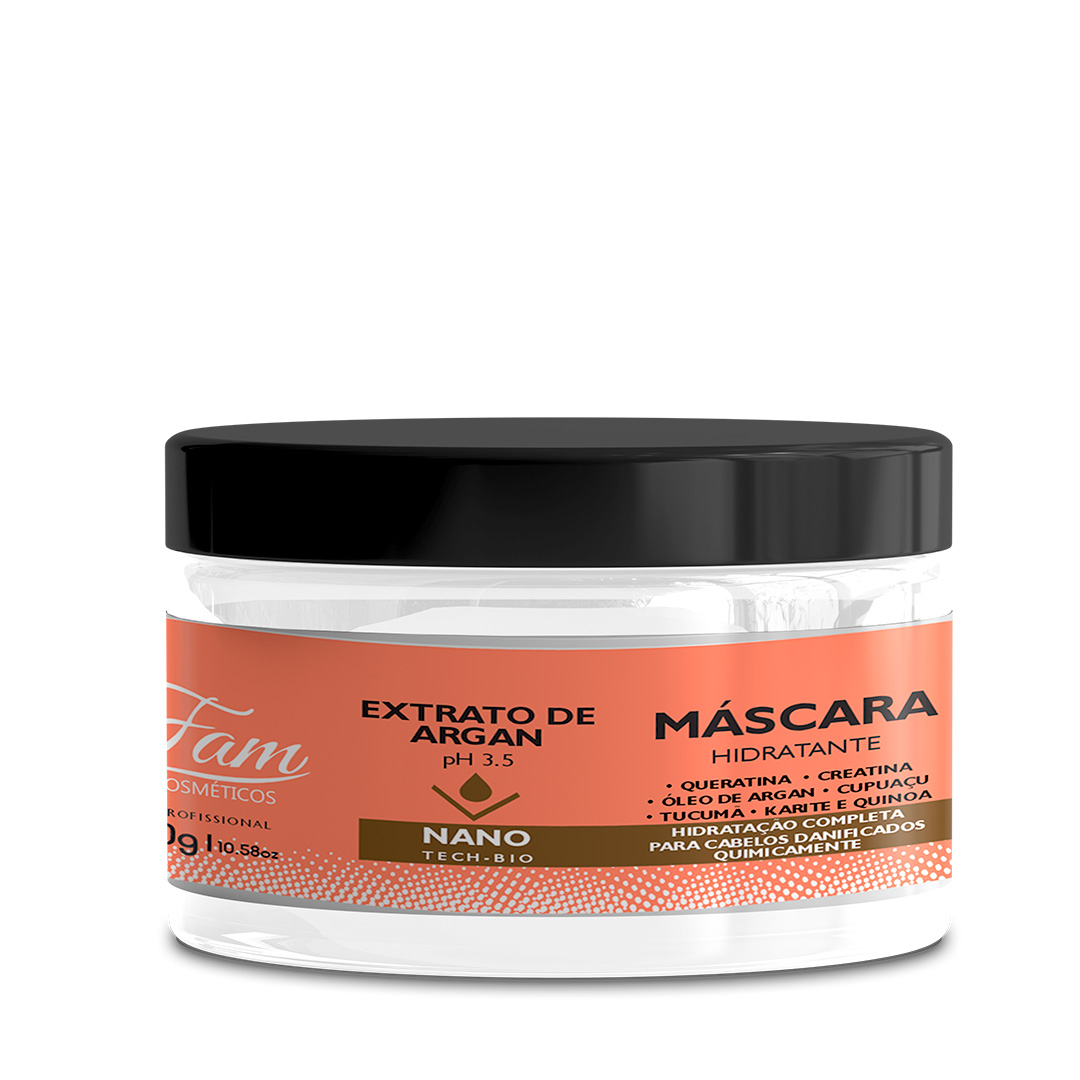 Fam
OSMÉTICOS
ROFISSIONAL
0g | 10.58oz
EXTRATO DE
ARGAN
pH 3.5
NANO
TECH-BIO
MÁSCARA
HIDRATANTE
• QUERATINA • CREATINA
• ÓLEO DE ARGAN • CUPUAÇU
• TUCUMÃ • KARITE E QUINOA
HIDRATAÇÃO COMPLETA
PARA CABELOS DANIFICADOS
QUIMICAMENTE